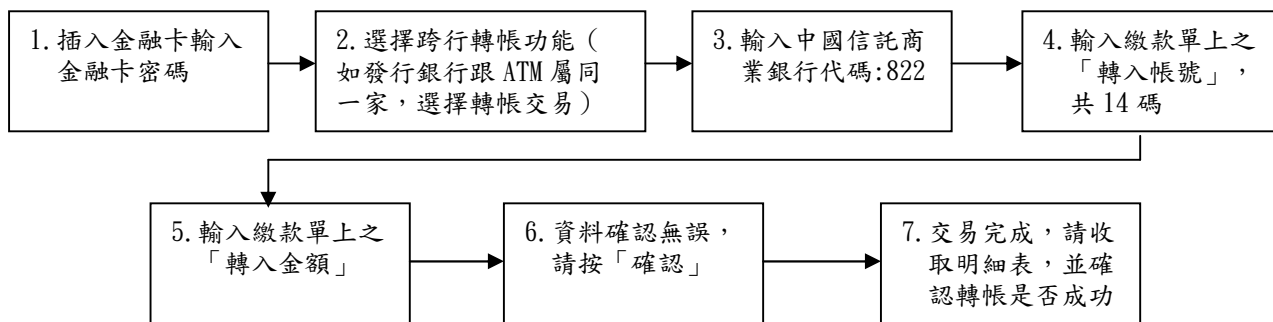 1.插入金融卡輸入
金融卡密碼
2.選擇跨行轉帳功能（
如發行銀行跟 ATM 屬同
一家，選擇轉帳交易）
3.輸入中國信託商
業銀行代碼:822
4.輸入繳款單上之
「轉入帳號」，
共 14 碼
5.輸入繳款單上之
「轉入金額」
6.資料確認無誤，
請按「確認」
7.交易完成，請收
取明細表，並確
認轉帳是否成功